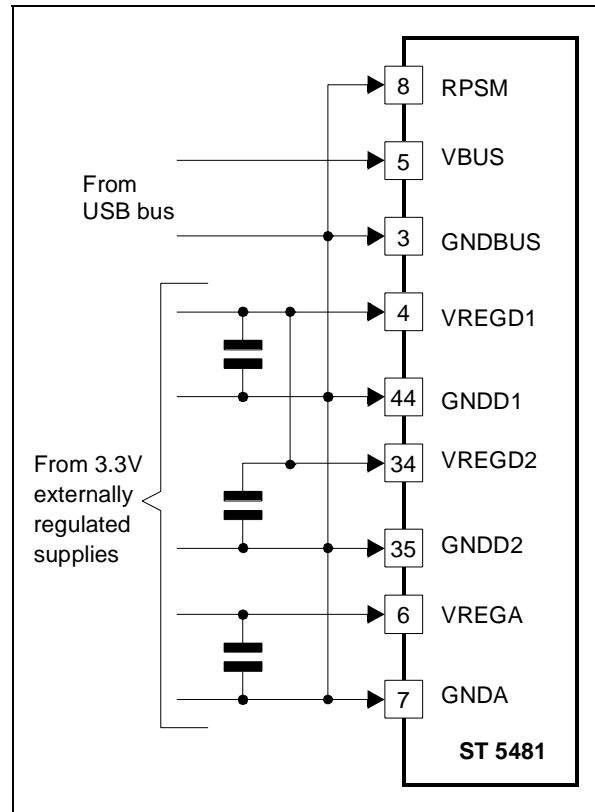 8 RPSM
5 VBUS
From
USB bus
3 GNDBUS
4 VREGD1
44 GNDD1
34 VREGD2
From 3.3V
externally
regulated
supplies
35 GNDD2
6 VREGA
7 GNDA
ST 5481